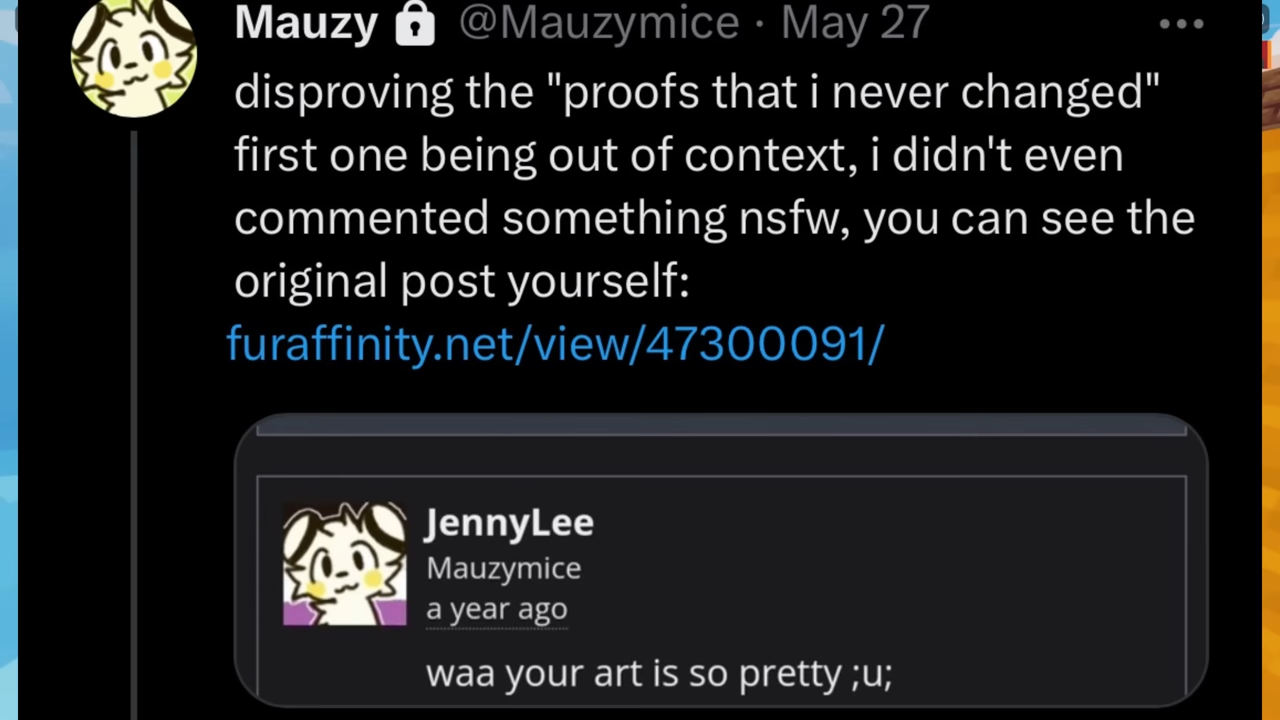 Mauzy @Mauzymice · May 27
disproving the "proofs that i never changed"
first one being out of context, i didn't even
commented something nsfw, you can see the
original post yourself:
furaffinity.net/view/47300091/
JennyLee
Mauzymice
a year ago
waa your art is so pretty ;u;